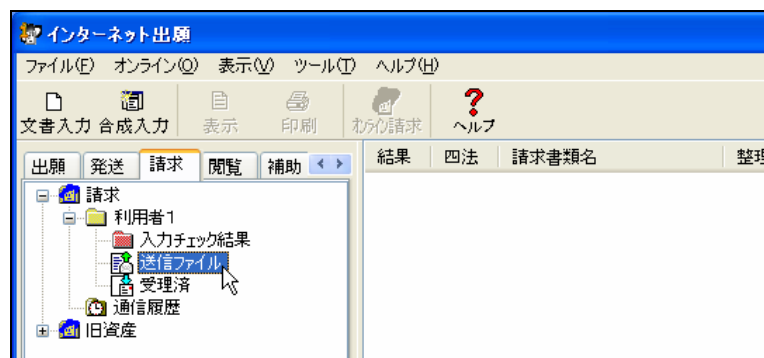 インターネット出願
ファイル(F) オンライン(O) 表示(V) ツール(T) ヘルプ(H)
文書入力 合成入力 表示 印刷 オンライン請求 ヘルプ
出願 発送 請求 閲覧 補助
結果 四法 請求書類名 整理
請求
利用者1
入力チェック結果
送信ファイル
受理済
通信履歴
旧資産